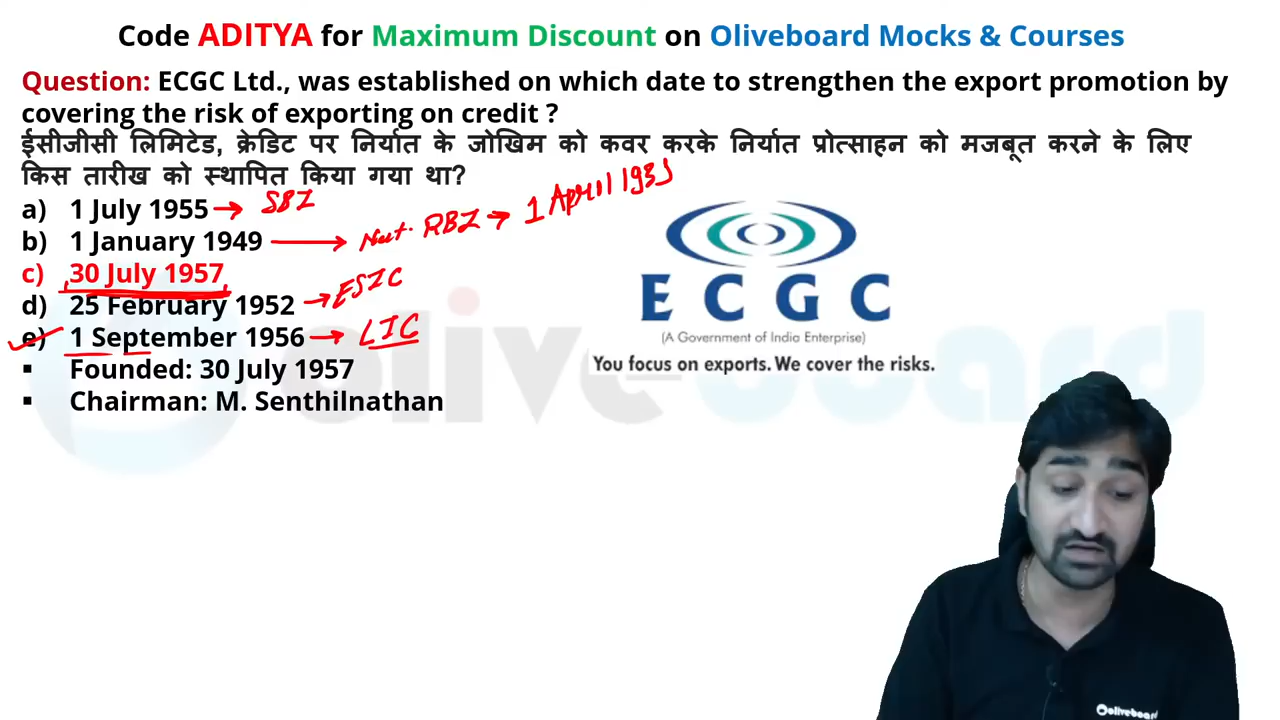 Code ADITYA for Maximum Discount on Oliveboard Mocks & Courses
Question: ECGC Ltd., was established on which date to strengthen the export promotion by
covering the risk of exporting on credit ?
ईसीजीसी लिमिटेड, क्रेडिट पर निर्यात के जोखिम को कवर करके निर्यात प्रोत्साहन को मजबूत करने के लिए
किस तारीख को स्थापित किया गया था?
a) 1 July 1955 → SBI
b) 1 January 1949 → Nat. RBI → 1 April 1935
c) 30 July 1957
d) 25 February 1952 → ESIC
e) 1 September 1956 → LIC
▪ Founded: 30 July 1957
▪ Chairman: M. Senthilnathan
ECGC
(A Government of India Enterprise)
You focus on exports. We cover the risks.
oliveboard
oliveboard